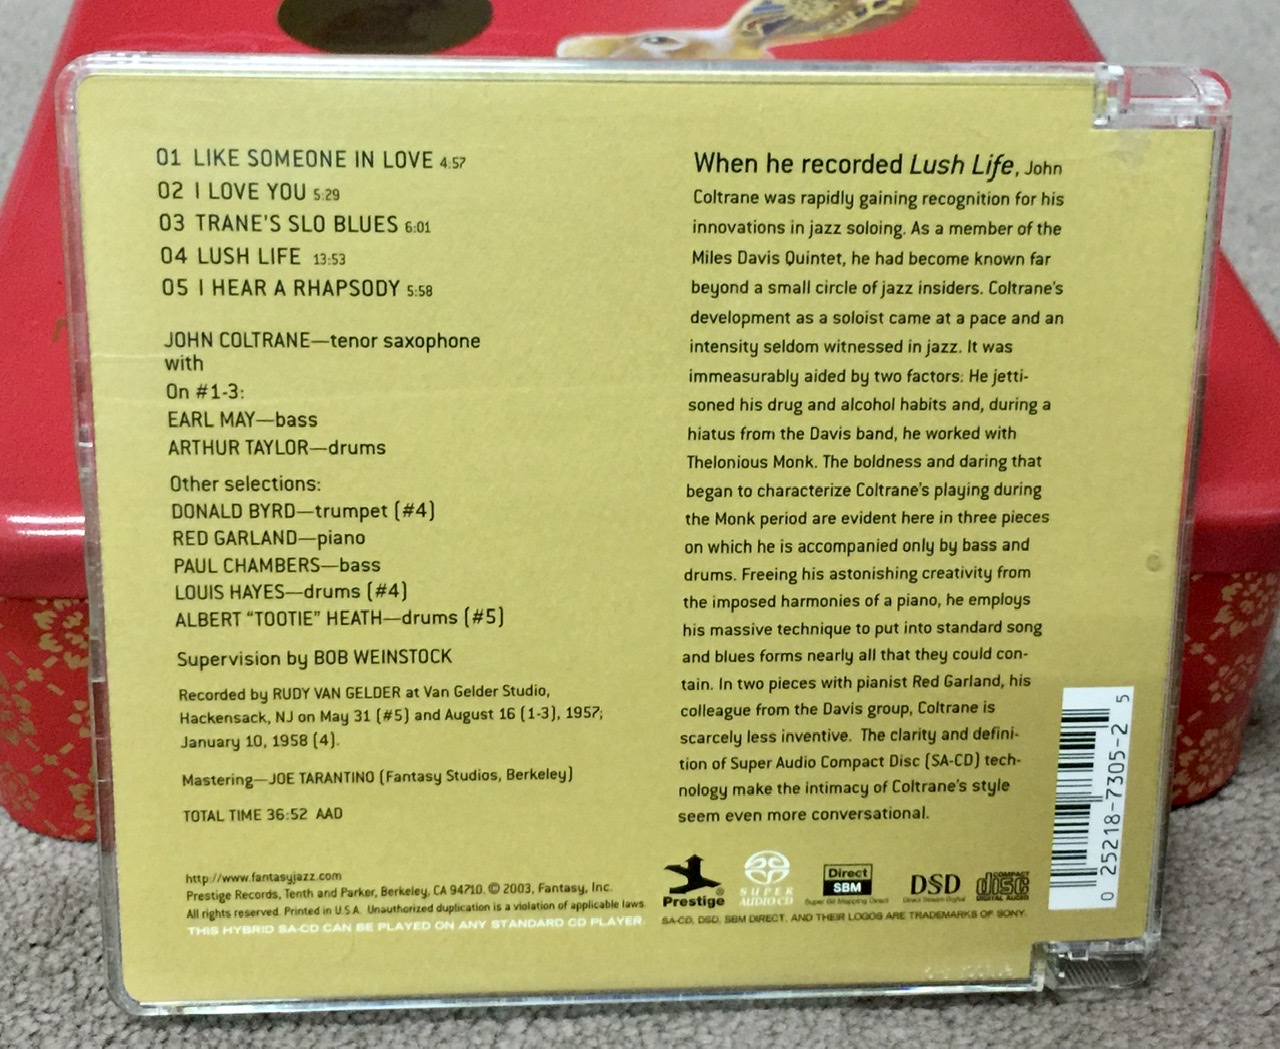 01 LIKE SOMEONE IN LOVE 4:57
02 I LOVE YOU 5:29
03 TRANE'S SLO BLUES 6:01
04 LUSH LIFE 13:53
05 I HEAR A RHAPSODY 5:58
JOHN COLTRANE—tenor saxophone
with
On #1-3:
EARL MAY—bass
ARTHUR TAYLOR—drums
Other selections:
DONALD BYRD—trumpet (#4)
RED GARLAND—piano
PAUL CHAMBERS—bass
LOUIS HAYES—drums (#4)
ALBERT "TOOTIE" HEATH—drums (#5)
Supervision by BOB WEINSTOCK
Recorded by RUDY VAN GELDER at Van Gelder Studio,
Hackensack, NJ on May 31 (#5) and August 16 (1-3), 1957;
January 10, 1958 (4).
Mastering—JOE TARANTINO (Fantasy Studios, Berkeley)
TOTAL TIME 36:52 AAD
http://www.fantasyjazz.com
Prestige Records, Tenth and Parker, Berkeley, CA 94710. © 2003, Fantasy, Inc.
All rights reserved. Printed in U.S.A. Unauthorized duplication is a violation of applicable laws.
THIS HYBRID SA-CD CAN BE PLAYED ON ANY STANDARD CD PLAYER.
When he recorded Lush Life, John
Coltrane was rapidly gaining recognition for his
innovations in jazz soloing. As a member of the
Miles Davis Quintet, he had become known far
beyond a small circle of jazz insiders. Coltrane's
development as a soloist came at a pace and an
intensity seldom witnessed in jazz. It was
immeasurably aided by two factors: He jetti-
soned his drug and alcohol habits and, during a
hiatus from the Davis band, he worked with
Thelonious Monk. The boldness and daring that
began to characterize Coltrane's playing during
the Monk period are evident here in three pieces
on which he is accompanied only by bass and
drums. Freeing his astonishing creativity from
the imposed harmonies of a piano, he employs
his massive technique to put into standard song
and blues forms nearly all that they could con-
tain. In two pieces with pianist Red Garland, his
colleague from the Davis group, Coltrane is
scarcely less inventive. The clarity and defini-
tion of Super Audio Compact Disc (SA-CD) tech-
nology make the intimacy of Coltrane's style
seem even more conversational.
Prestige®
SUPER AUDIO CD
Direct SBM
Super Bit Mapping Direct
DSD
Direct Stream Digital
COMPACT disc DIGITAL AUDIO
SA-CD, DSD, SBM DIRECT, AND THEIR LOGOS ARE TRADEMARKS OF SONY.
0 25218-7305-2 5